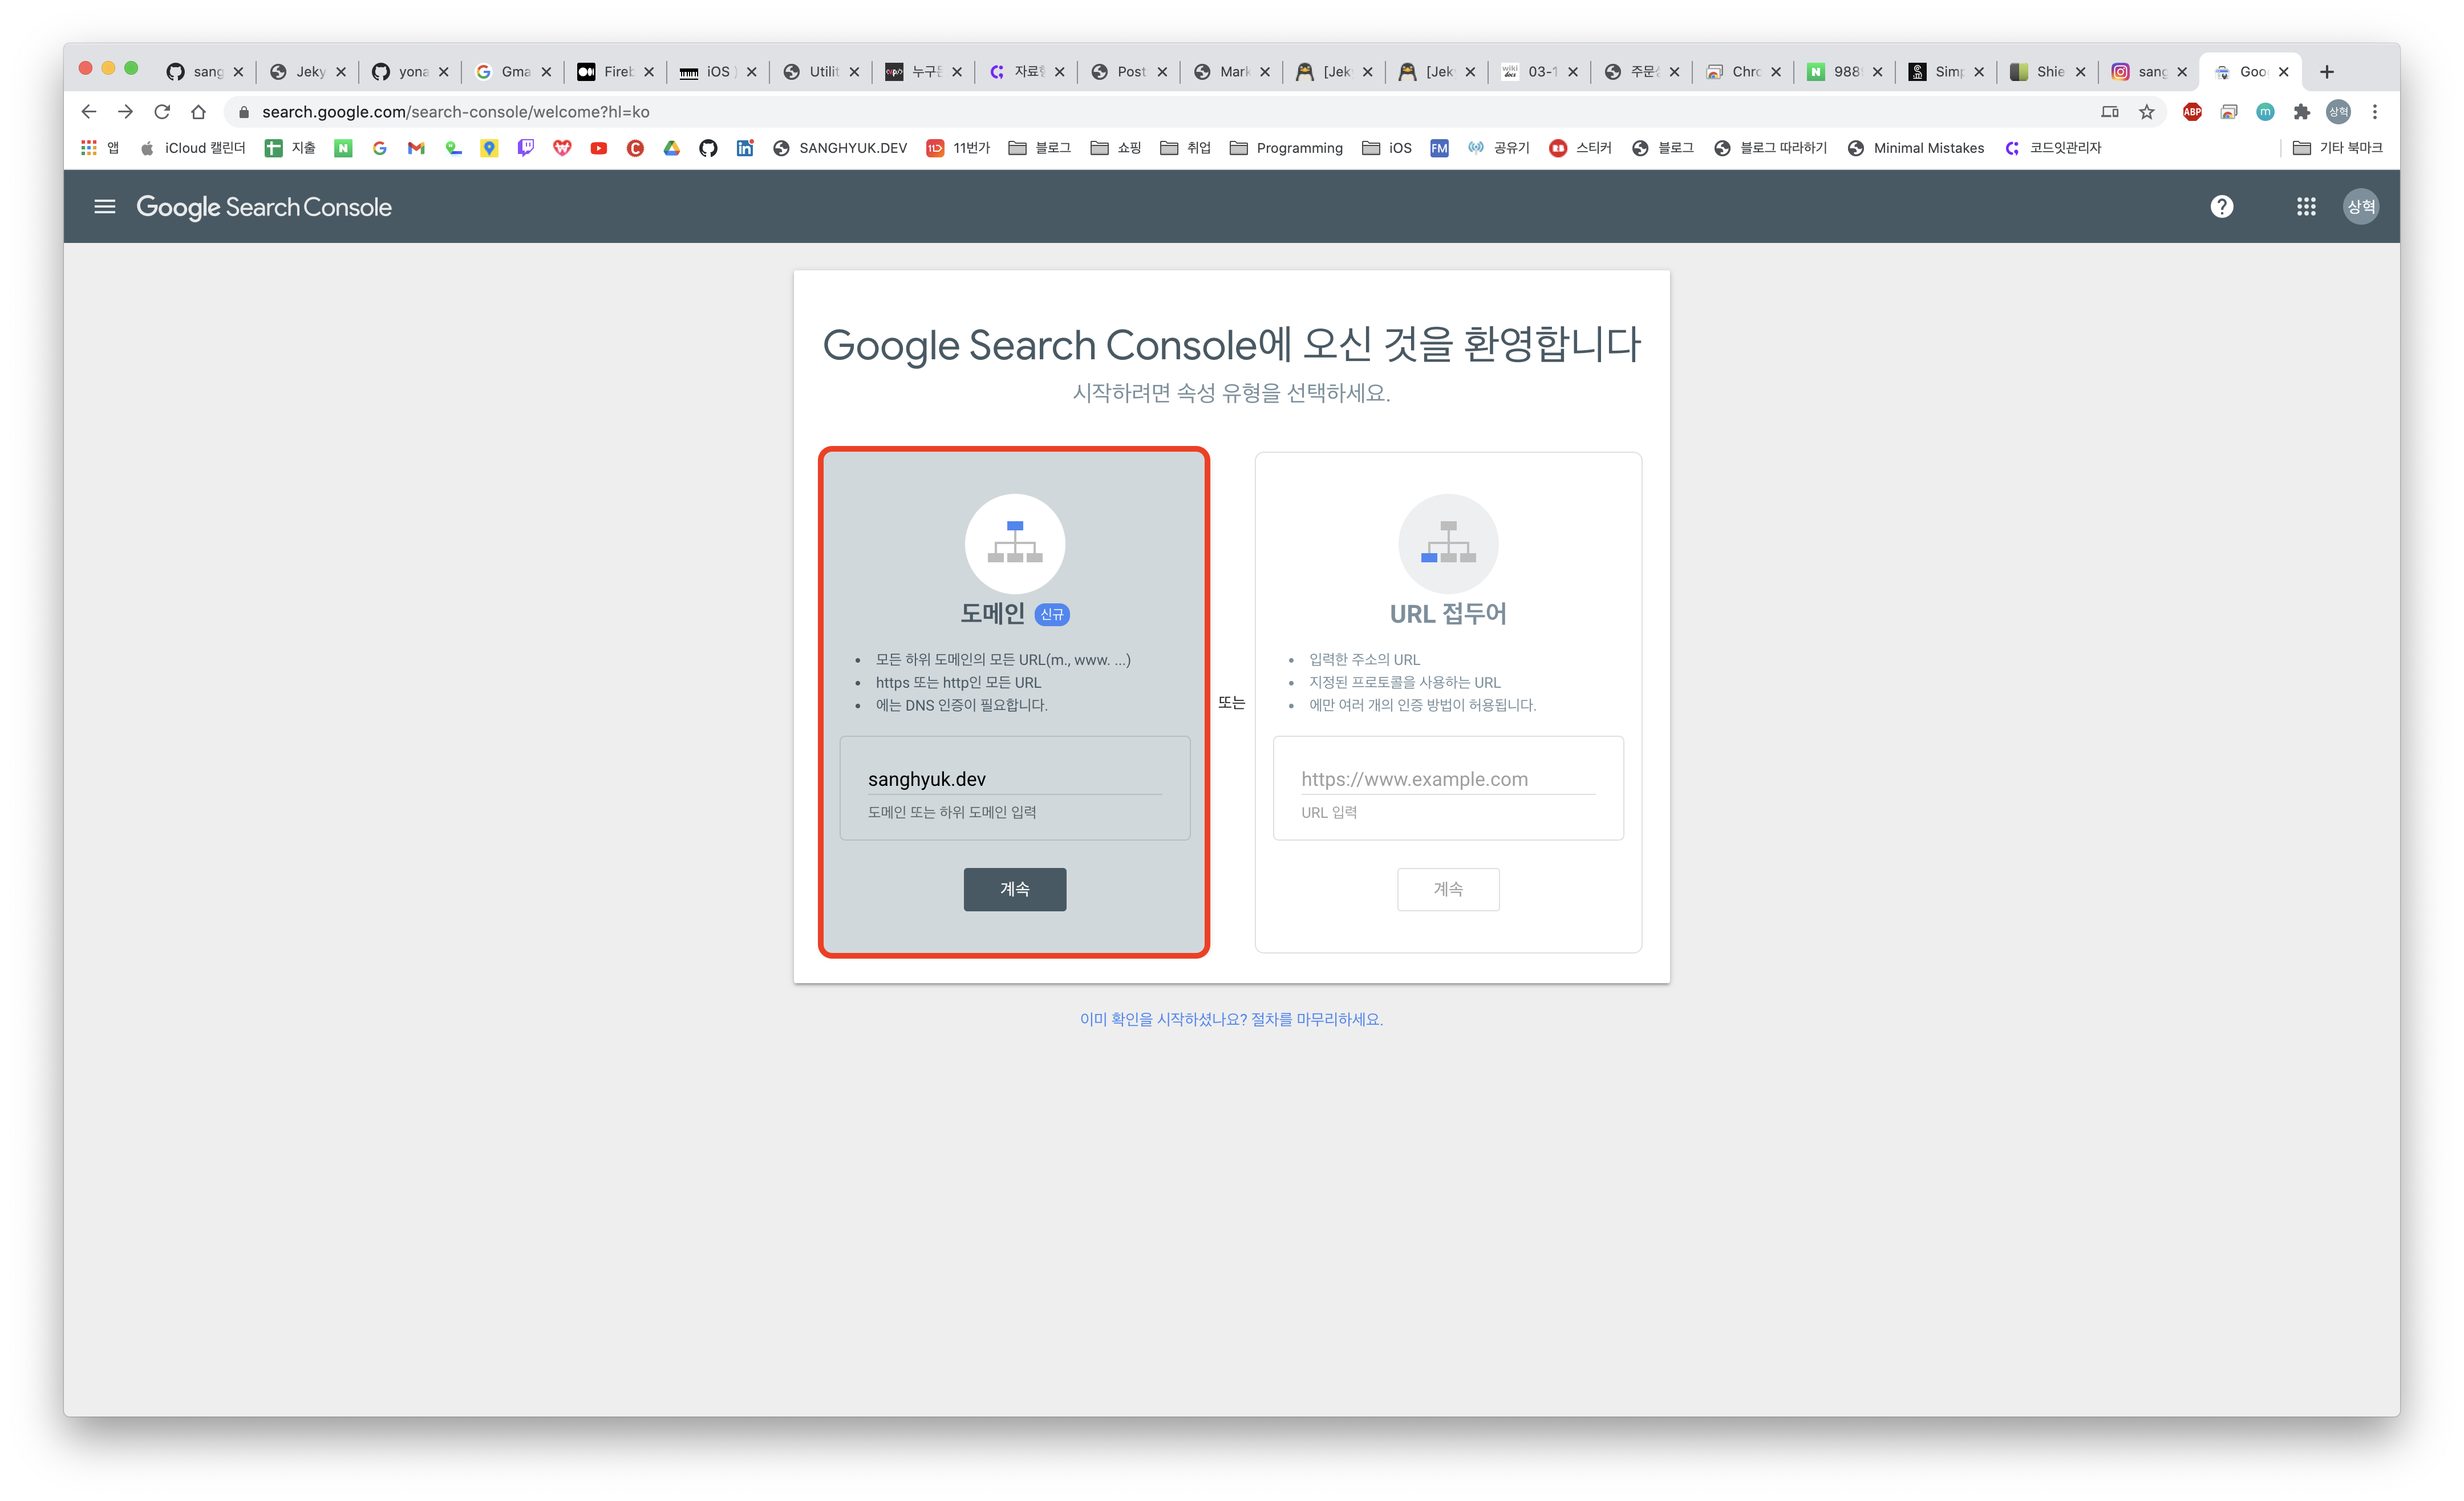 sang
Jeky
yona
Gma
Fireb
iOS
Utilit
누구든
자료형
Post
Mark
[Jek
[Jek
03-1
주문
Chro
988
Simp
Shie
sang
Goo
search.google.com/search-console/welcome?hl=ko
ABP
m
상혁
앱
iCloud 캘린더
지출
SANGHYUK.DEV
11번가
블로그
쇼핑
취업
Programming
iOS
FM
공유기
스티커
블로그
블로그 따라하기
Minimal Mistakes
코드잇관리자
기타 북마크
Google Search Console
상혁
Google Search Console에 오신 것을 환영합니다
시작하려면 속성 유형을 선택하세요.
도메인 신규
모든 하위 도메인의 모든 URL(m., www. ...)
https 또는 http인 모든 URL
에는 DNS 인증이 필요합니다.
sanghyuk.dev
도메인 또는 하위 도메인 입력
계속
또는
URL 접두어
입력한 주소의 URL
지정된 프로토콜을 사용하는 URL
에만 여러 개의 인증 방법이 허용됩니다.
https://www.example.com
URL 입력
계속
이미 확인을 시작하셨나요? 절차를 마무리하세요.